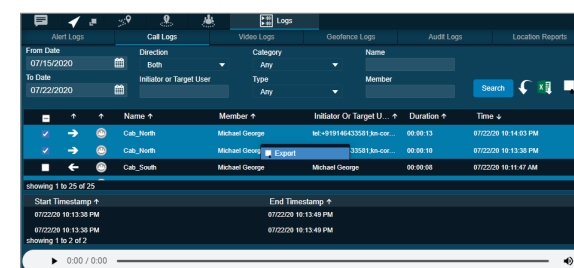 Logs
Alert Logs Call Logs Video Logs Geofence Logs Audit Logs Location Reports
From Date Direction Category Name
07/15/2020 Both Any
To Date Initiator or Target User Type Member
07/22/2020 Any Search
Name Member Initiator Or Target U... Duration Time
Cab_North Michael George tel:+919146433581;kn-cor... 00:00:13 07/22/20 10:14:03 PM
Cab_North Michael Georg 33581;kn-cor... 00:00:10 07/22/20 10:13:38 PM
Export
Cab_South Michael George Michael George 00:00:08 07/22/20 10:11:47 AM
showing 1 to 25 of 25
Start Timestamp End Timestamp
07/22/20 10:13:38 PM 07/22/20 10:13:49 PM
07/22/20 10:13:38 PM 07/22/20 10:13:49 PM
showing 1 to 2 of 2
0:00 / 0:00